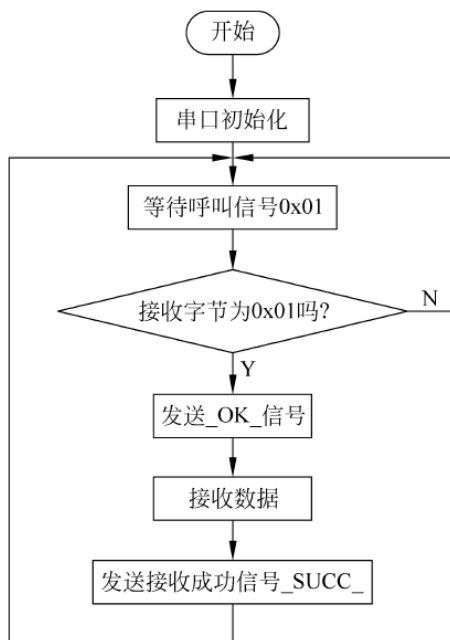 开始
串口初始化
等待呼叫信号0x01
接收字节为0x01吗?
N
Y
发送_OK_信号
接收数据
发送接收成功信号_SUCC_